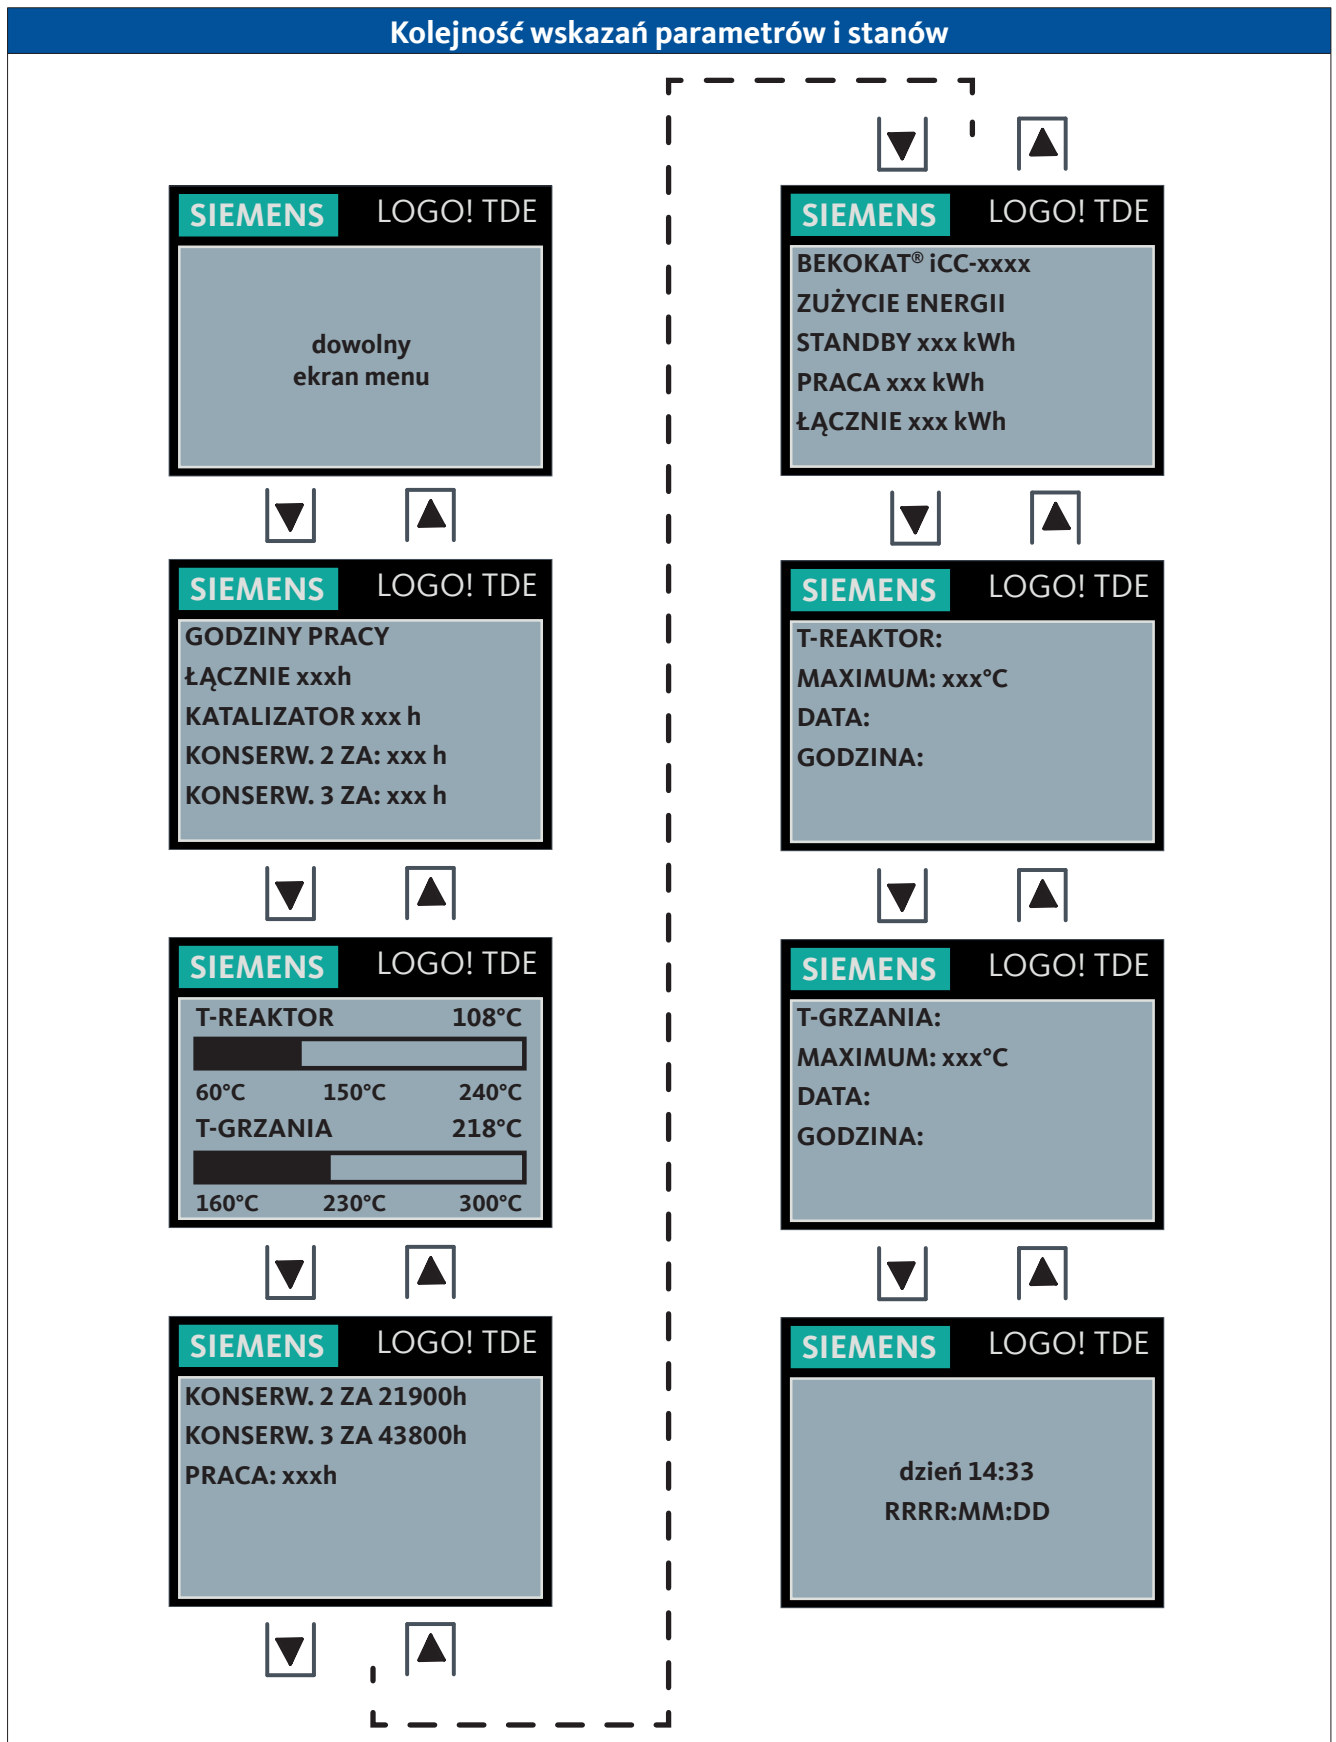 Kolejność wskazań parametrów i stanów
SIEMENS LOGO! TDE
dowolny
ekran menu
SIEMENS LOGO! TDE
GODZINY PRACY
ŁĄCZNIE xxxh
KATALIZATOR xxx h
KONSERW. 2 ZA: xxx h
KONSERW. 3 ZA: xxx h
SIEMENS LOGO! TDE
T-REAKTOR 108°C
60°C 150°C 240°C
T-GRZANIA 218°C
160°C 230°C 300°C
SIEMENS LOGO! TDE
KONSERW. 2 ZA 21900h
KONSERW. 3 ZA 43800h
PRACA: xxxh
SIEMENS LOGO! TDE
BEKOKAT® iCC-xxxx
ZUŻYCIE ENERGII
STANDBY xxx kWh
PRACA xxx kWh
ŁĄCZNIE xxx kWh
SIEMENS LOGO! TDE
T-REAKTOR:
MAXIMUM: xxx°C
DATA:
GODZINA:
SIEMENS LOGO! TDE
T-GRZANIA:
MAXIMUM: xxx°C
DATA:
GODZINA:
SIEMENS LOGO! TDE
dzień 14:33
RRRR:MM:DD